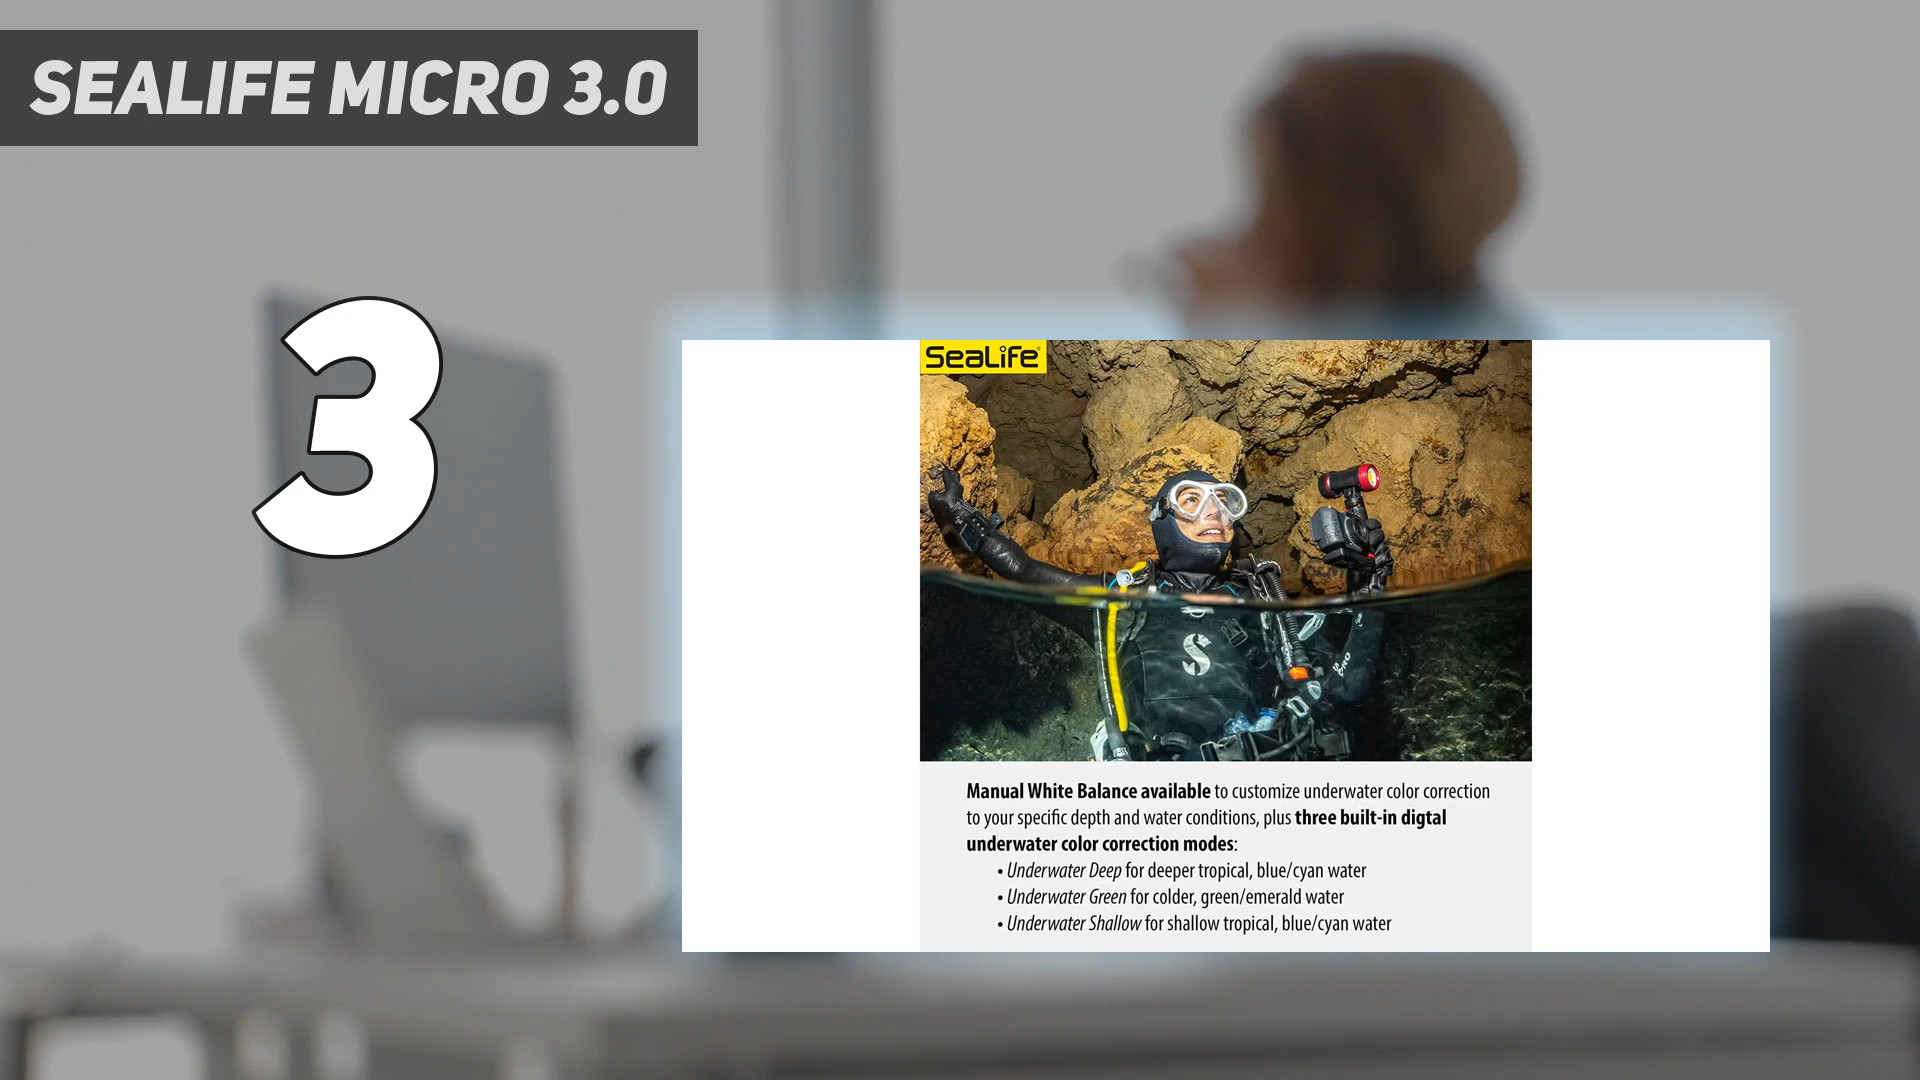 SEALIFE MICRO 3.0
3
SeaLife
S
Manual White Balance available to customize underwater color correction
to your specific depth and water conditions, plus three built-in digtal
underwater color correction modes:
• Underwater Deep for deeper tropical, blue/cyan water
• Underwater Green for colder, green/emerald water
• Underwater Shallow for shallow tropical, blue/cyan water